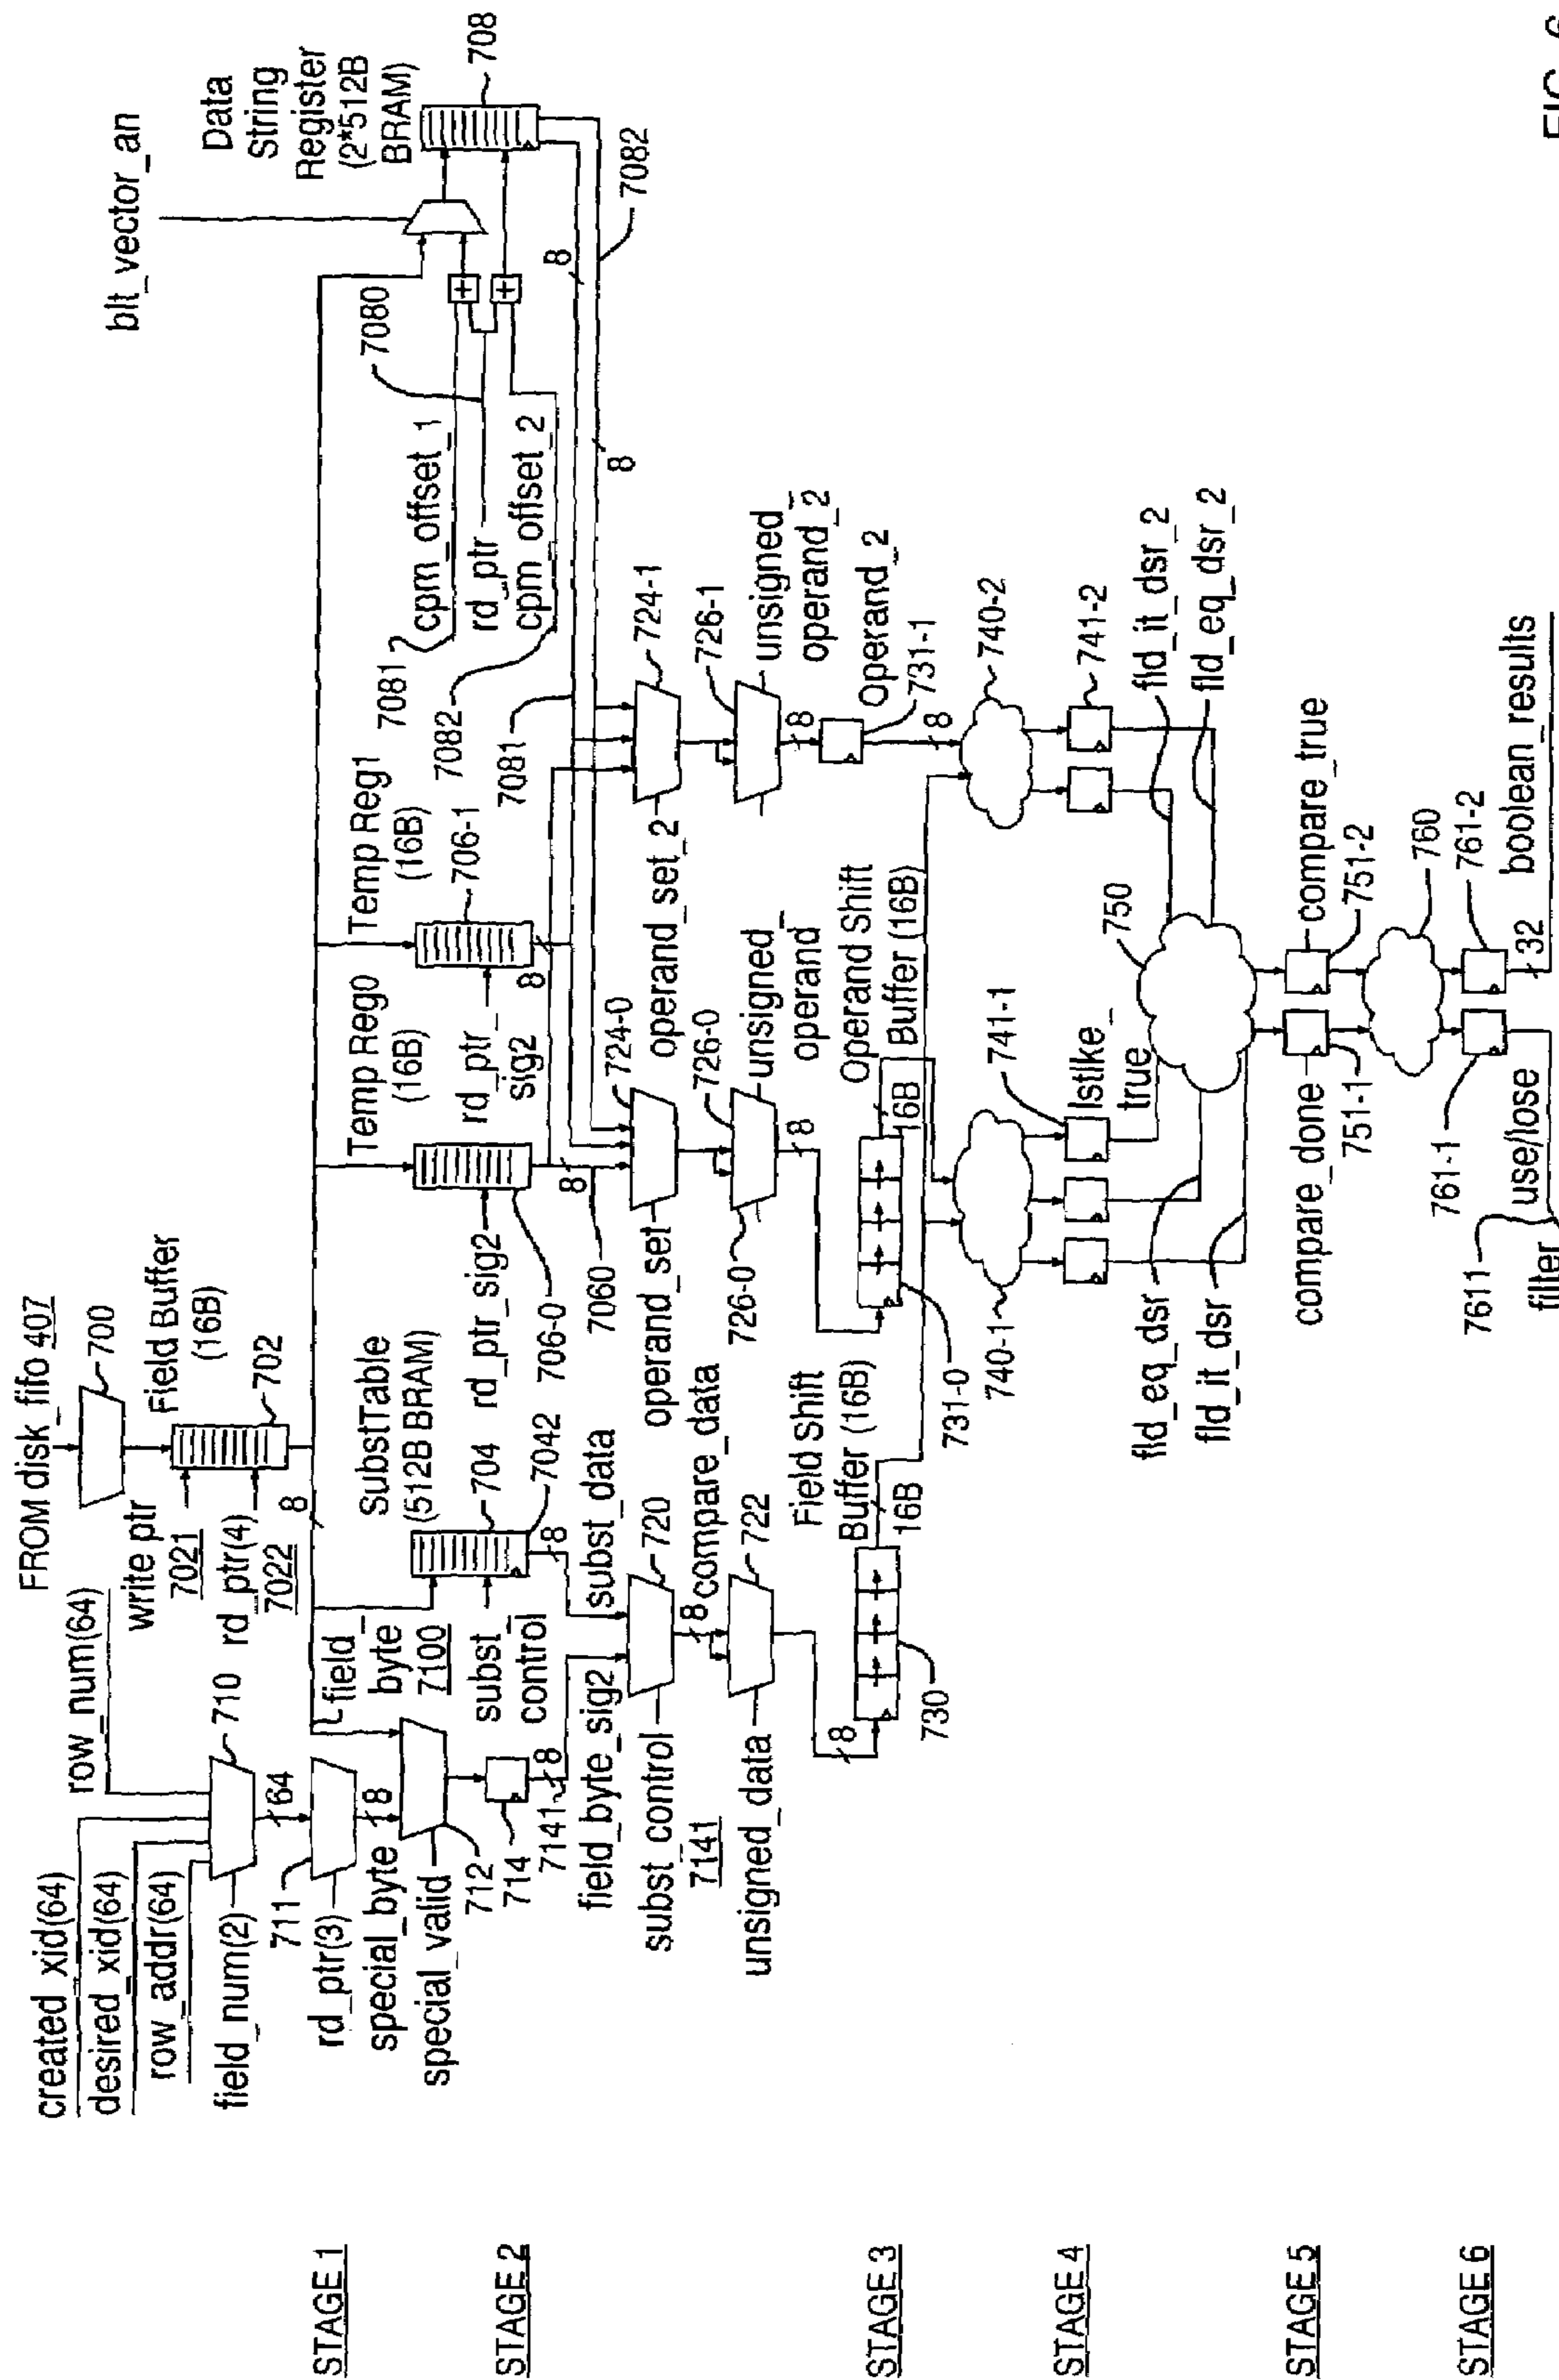 FROM disk_fifo 407
700
Field Buffer
(16B)
702
write ptr
7021
rd_ptr(4)
7022
8
created_xid(64)
desired_xid(64)
row_addr(64)
row_num(64)
field_num(2)
710
64
711
rd_ptr(3)
8
special_byte
special_valid
712
714
7141
8
field_byte
7100
SubstTable
(512B BRAM)
704
7042
subst_
control
8
subst_data
field_byte_sig2
subst_control
7141
720
8
compare_data
unsigned_data
722
8
Field Shift
Buffer (16B)
16B
730
Temp Reg0
(16B)
rd_ptr_sig2
706-0
8
7060
Temp Reg1
(16B)
706-1
rd_ptr_
sig2
8
blt_vector_an
Data
String
Register
(2*512B
BRAM)
708
7080
7081
cpm_offset_1
rd_ptr
cpm_offset_2
7082
7081
8
8
7082
operand_set
724-0
726-0
726-0
unsigned_
operand
8
operand_set_2
724-1
726-1
unsigned
operand_2
8
Operand_2
731-1
8
Operand Shift
Buffer (16B)
16B
731-0
740-1
740-2
741-1
lstlke_
true
741-2
fld_it_dsr_2
fld_eq_dsr_2
fld_eq_dsr
fld_it_dsr
750
compare_done
751-1
compare_true
751-2
760
761-1
761-2
7611
use/lose
filter
32
boolean_results
STAGE 1
STAGE 2
STAGE 3
STAGE 4
STAGE 5
STAGE 6